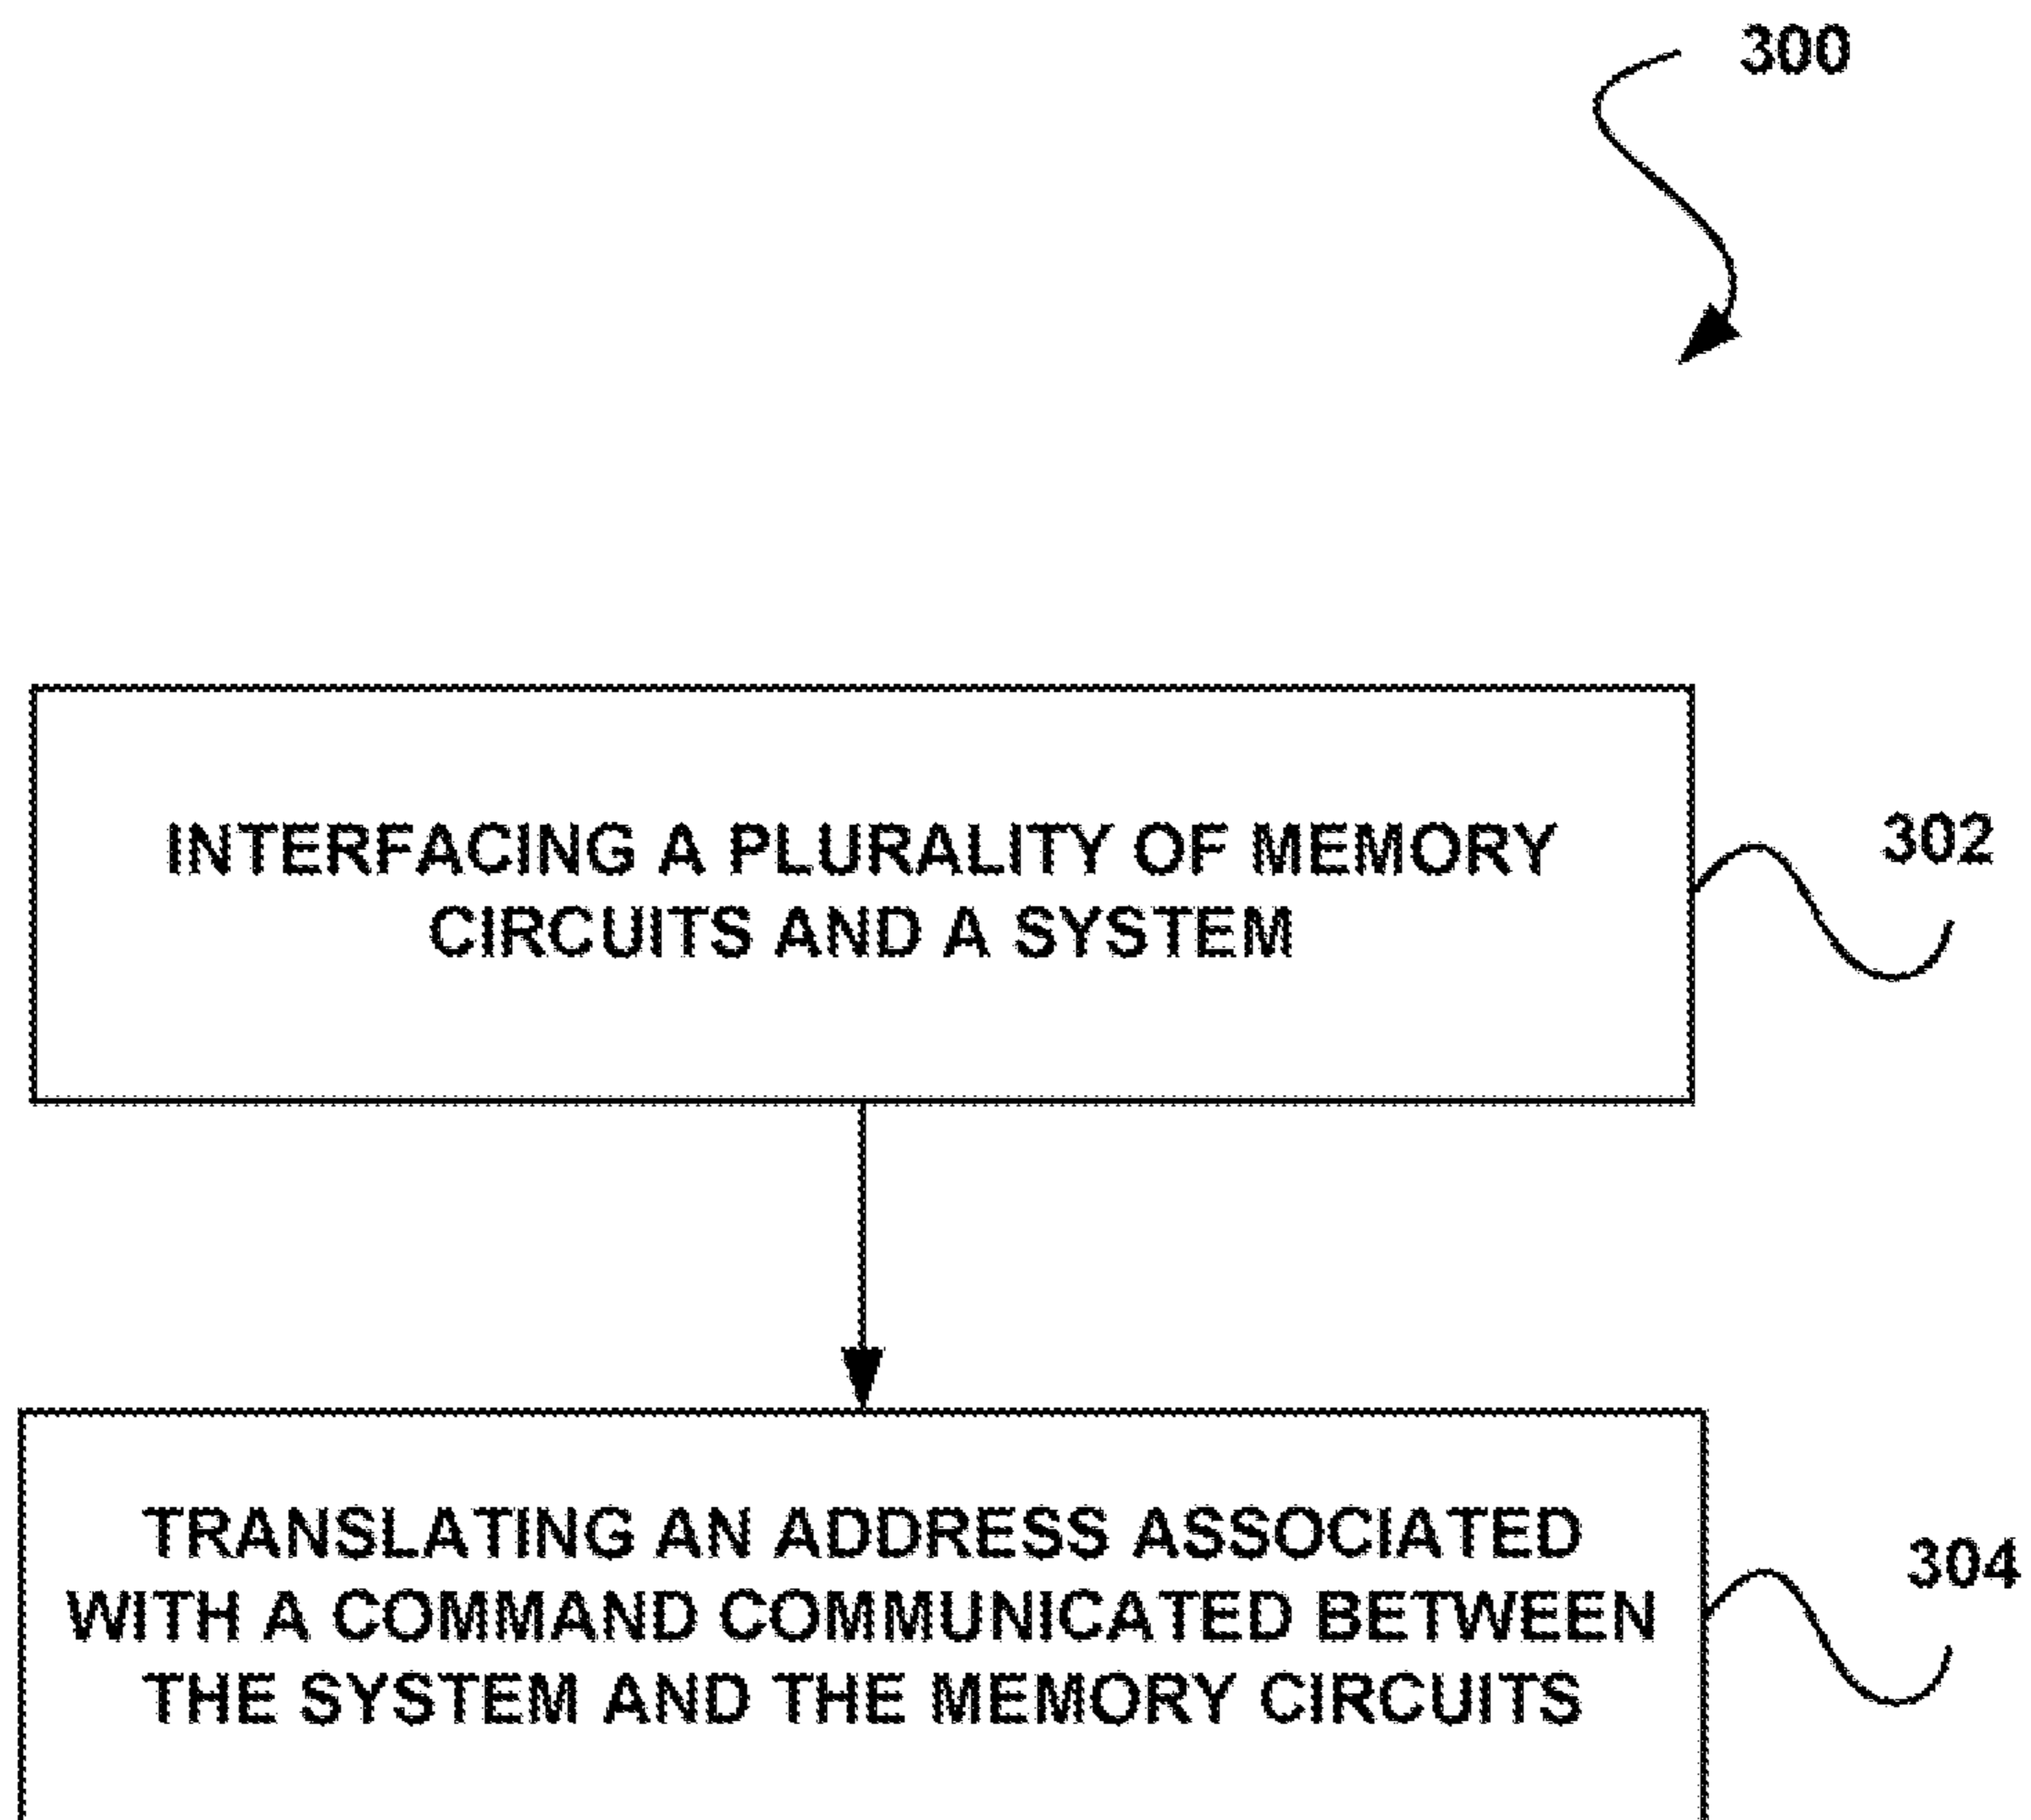 300
INTERFACING A PLURALITY OF MEMORY
CIRCUITS AND A SYSTEM
302
TRANSLATING AN ADDRESS ASSOCIATED
WITH A COMMAND COMMUNICATED BETWEEN
THE SYSTEM AND THE MEMORY CIRCUITS
304